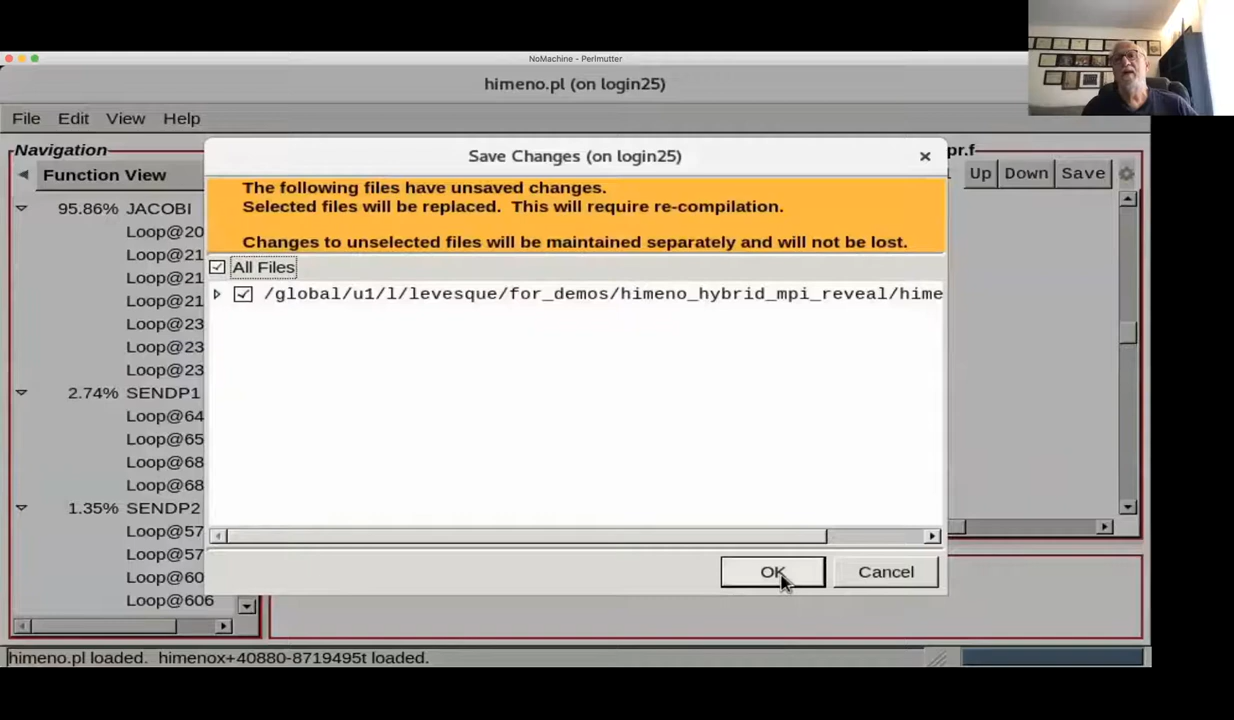 NoMachine - Perlmutter
himeno.pl (on login25)
File Edit View Help
Navigation
pr.f
Function View
Up Down Save
95.86% JACOBI
Loop@20
Loop@21
Loop@21
Loop@21
Loop@23
Loop@23
Loop@23
2.74% SENDP1
Loop@64
Loop@65
Loop@68
Loop@68
1.35% SENDP2
Loop@57
Loop@57
Loop@60
Loop@606
Save Changes (on login25)
The following files have unsaved changes.
Selected files will be replaced. This will require re-compilation.
Changes to unselected files will be maintained separately and will not be lost.
All Files
/global/u1/l/levesque/for_demos/himeno_hybrid_mpi_reveal/hime
OK Cancel
himeno.pl loaded. himenox+40880-8719495t loaded.